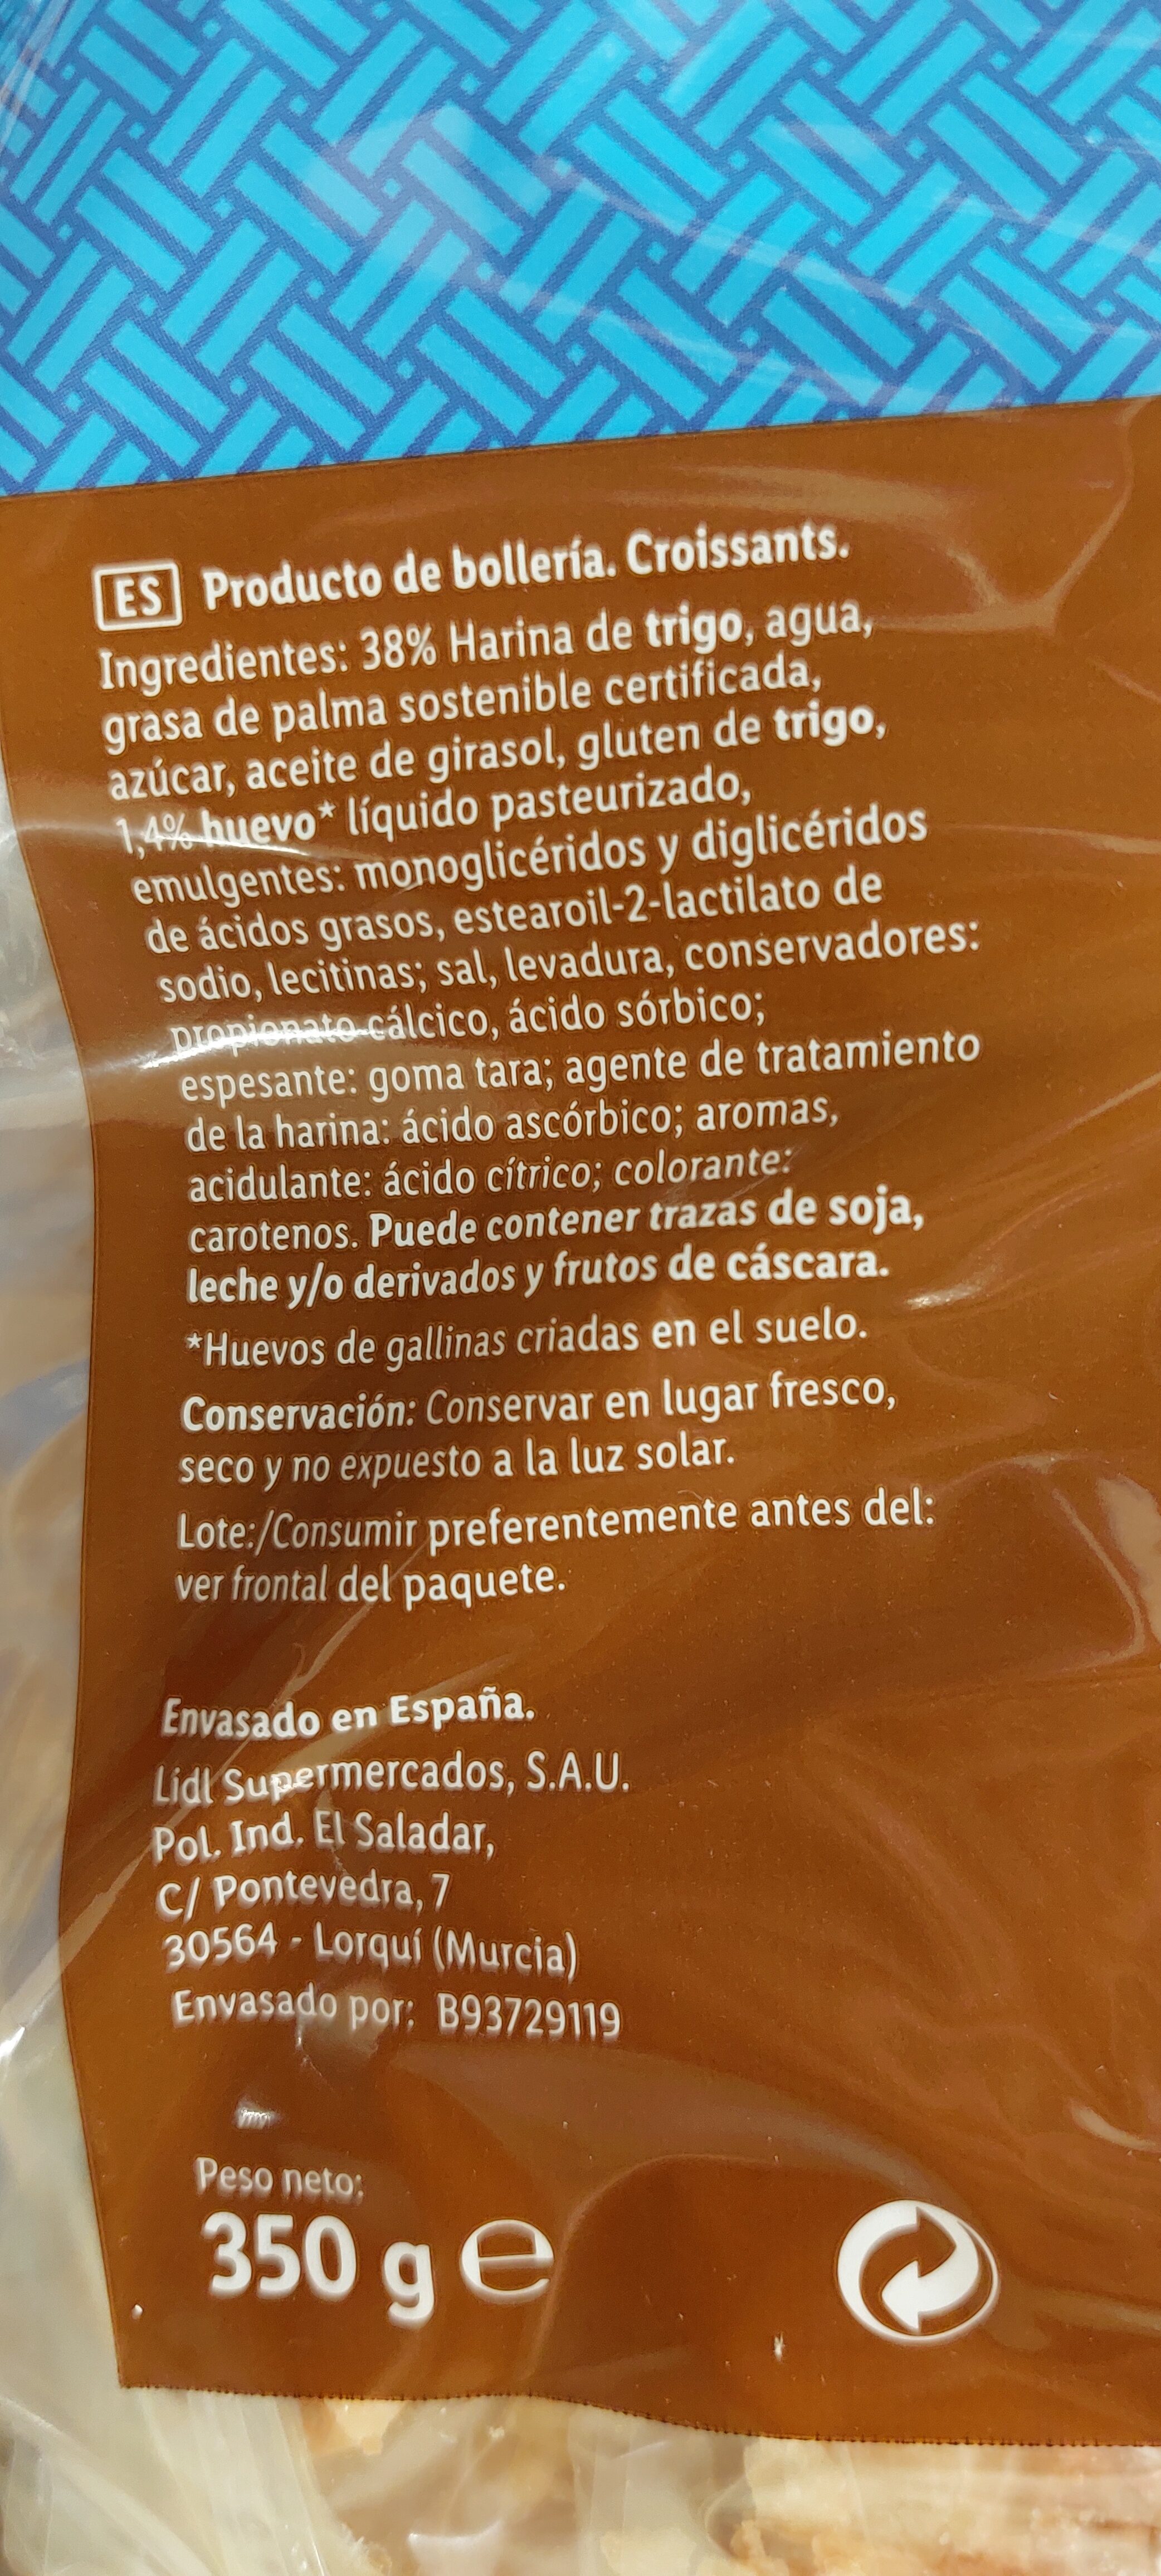 ES Producto de bollería. Croissants.
Ingredientes: 38% Harina de trigo, agua,
grasa de palma sostenible certificada,
azúcar, aceite de girasol, gluten de trigo,
1,4% huevo* líquido pasteurizado,
emulgentes: monoglicéridos y diglicéridos
de ácidos grasos, estearoil-2-lactilato de
sodio, lecitinas; sal, levadura, conservadores:
propionato cálcico, ácido sórbico;
espesante: goma tara; agente de tratamiento
de la harina: ácido ascórbico; aromas,
acidulante: ácido cítrico; colorante:
carotenos. Puede contener trazas de soja,
leche y/o derivados y frutos de cáscara.
*Huevos de gallinas criadas en el suelo.
Conservación: Conservar en lugar fresco,
seco y no expuesto a la luz solar.
Lote:/Consumir preferentemente antes del:
ver frontal del paquete.
Envasado en España.
Lidl Supermercados, S.A.U.
Pol. Ind. El Saladar,
C/ Pontevedra, 7
30564 - Lorquí (Murcia)
Envasado por: B93729119
Peso neto:
350 g e